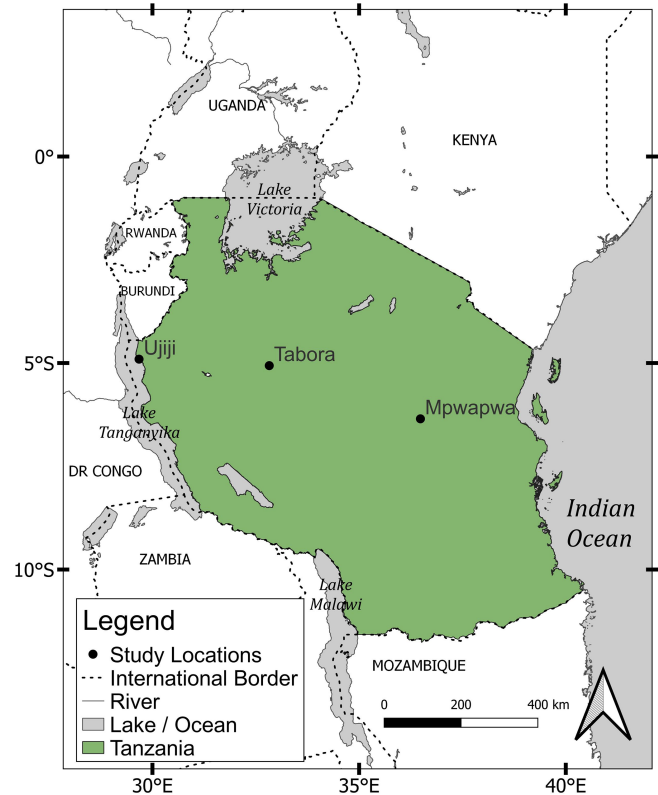 UGANDA
KENYA
0°
Lake
Victoria
RWANDA
BURUNDI
Ujiji
Tabora
5°S
Mpwapwa
Lake
Tanganyika
DR CONGO
Indian
Ocean
ZAMBIA
10°S
Lake
Malawi
Legend
Study Locations
International Border
River
Lake / Ocean
Tanzania
MOZAMBIQUE
0 200 400 km
30°E 35°E 40°E